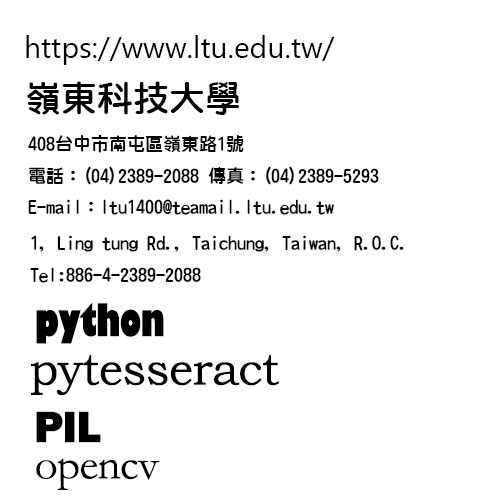 https://www.ltu.edu.tw/
嶺東科技大學
408台中市南屯區嶺東路1號
電話：(04)2389-2088 傳真：(04)2389-5293
E-mail：ltu1400@teamail.ltu.edu.tw
1, Ling tung Rd., Taichung, Taiwan, R.O.C.
Tel:886-4-2389-2088
python
pytesseract
PIL
opencv